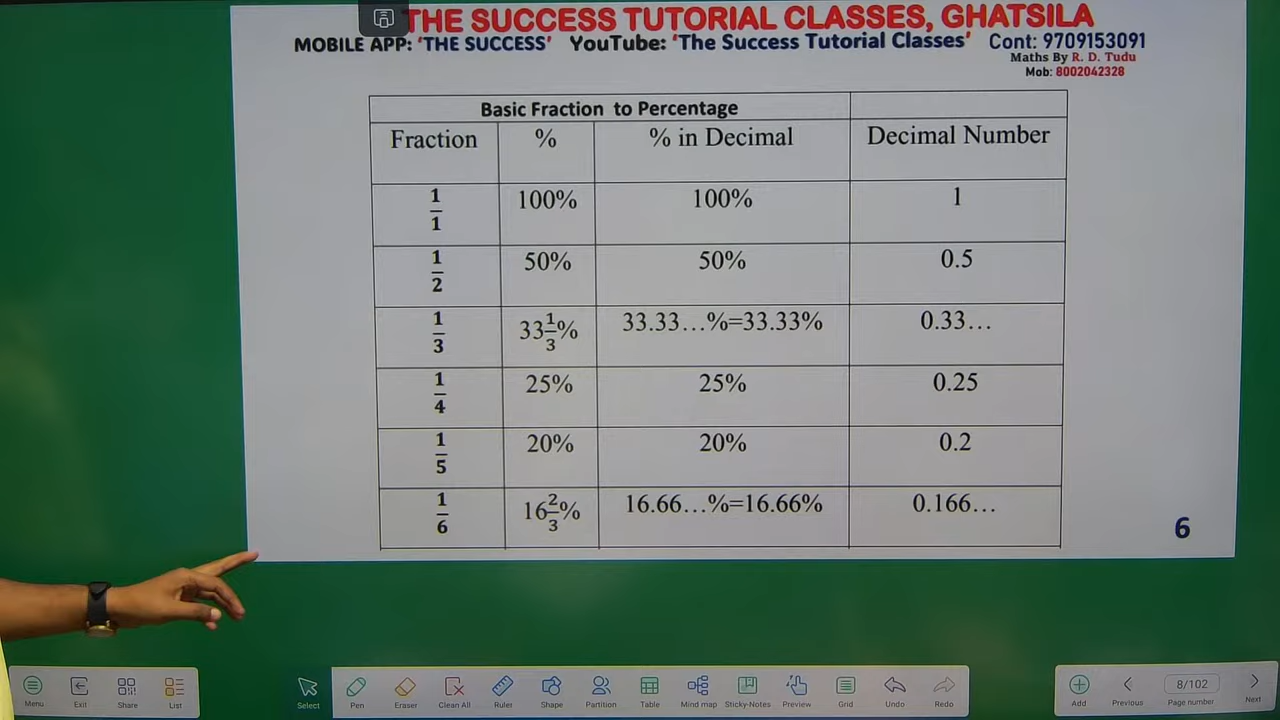 THE SUCCESS TUTORIAL CLASSES, GHATSILA
MOBILE APP: 'THE SUCCESS' YouTube: 'The Success Tutorial Classes' Cont: 9709153091
Maths By R. D. Tudu
Mob: 8002042328
Basic Fraction to Percentage
Fraction % % in Decimal Decimal Number
1/1 100% 100% 1
1/2 50% 50% 0.5
1/3 33 1/3% 33.33...%=33.33% 0.33...
1/4 25% 25% 0.25
1/5 20% 20% 0.2
1/6 16 2/3% 16.66...%=16.66% 0.166...
6
Menu Exit Share List Select Pen Eraser Clean All Ruler Shape Partition Table Mind map Sticky-Notes Preview Grid Undo Redo Add Previous 8/102 Page number Next